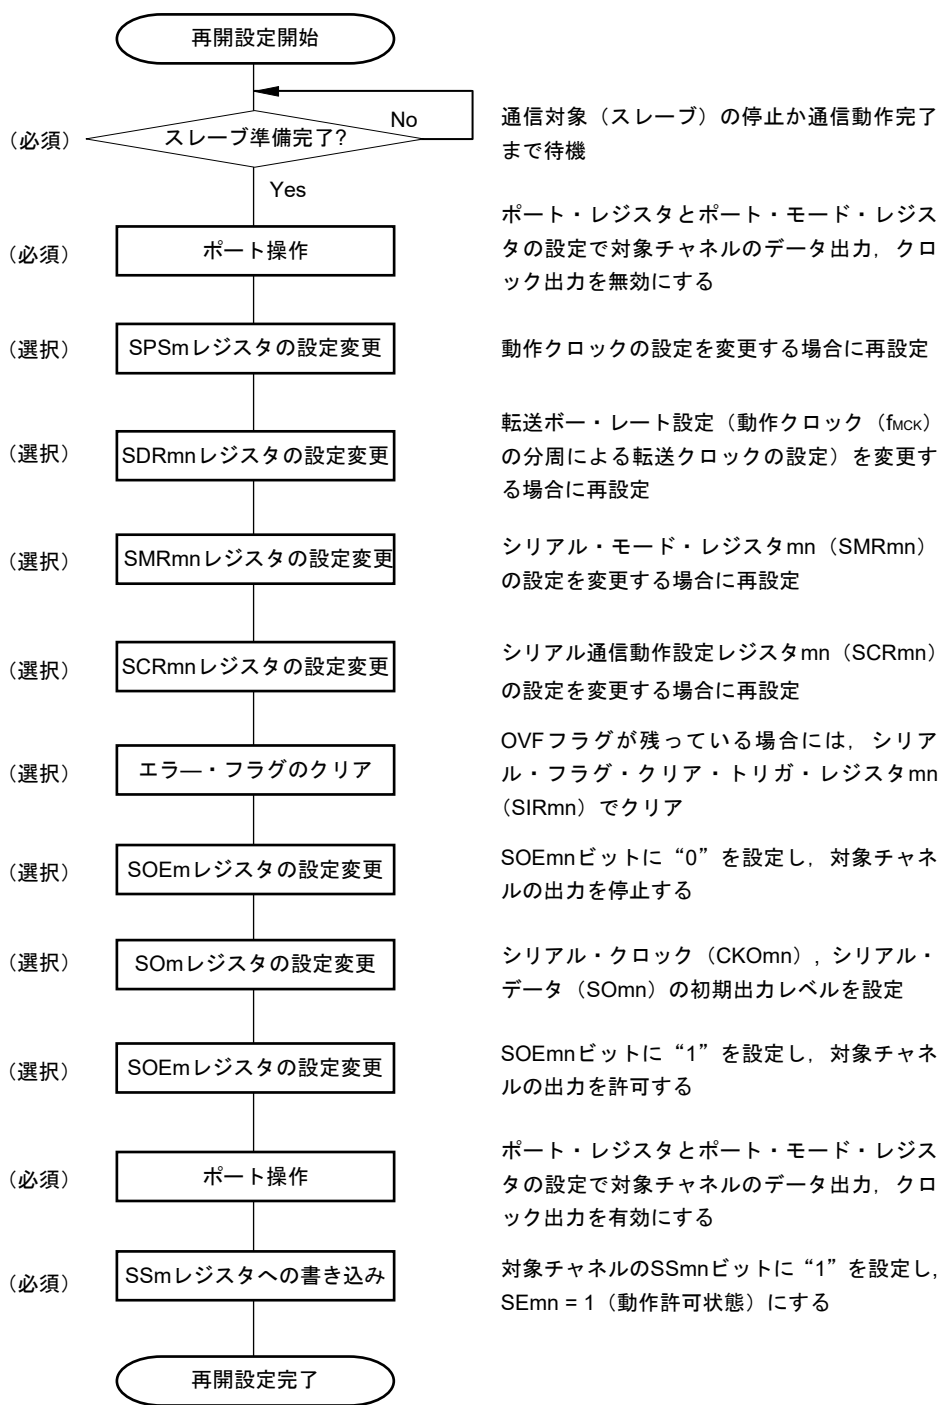 再開設定開始
No
(必須)
スレーブ準備完了?
通信対象(スレーブ)の停止か通信動作完了
まで待機
Yes
(必須)
ポート操作
ポート・レジスタとポート・モード・レジス
タの設定で対象チャネルのデータ出力,クロ
ック出力を無効にする
(選択)
SPSmレジスタの設定変更
動作クロックの設定を変更する場合に再設定
(選択)
SDRmnレジスタの設定変更
転送ボー・レート設定(動作クロック(fMCK)
の分周による転送クロックの設定)を変更す
る場合に再設定
(選択)
SMRmnレジスタの設定変更
シリアル・モード・レジスタmn(SMRmn)
の設定を変更する場合に再設定
(選択)
SCRmnレジスタの設定変更
シリアル通信動作設定レジスタmn(SCRmn)
の設定を変更する場合に再設定
(選択)
エラ―・フラグのクリア
OVFフラグが残っている場合には,シリア
ル・フラグ・クリア・トリガ・レジスタmn
(SIRmn)でクリア
(選択)
SOEmレジスタの設定変更
SOEmnビットに“0”を設定し,対象チャネ
ルの出力を停止する
(選択)
SOmレジスタの設定変更
シリアル・クロック(CKOmn),シリアル・
データ(SOmn)の初期出力レベルを設定
(選択)
SOEmレジスタの設定変更
SOEmnビットに“1”を設定し,対象チャネ
ルの出力を許可する
(必須)
ポート操作
ポート・レジスタとポート・モード・レジス
タの設定で対象チャネルのデータ出力,クロ
ック出力を有効にする
(必須)
SSmレジスタへの書き込み
対象チャネルのSSmnビットに“1”を設定し,
SEmn = 1(動作許可状態)にする
再開設定完了